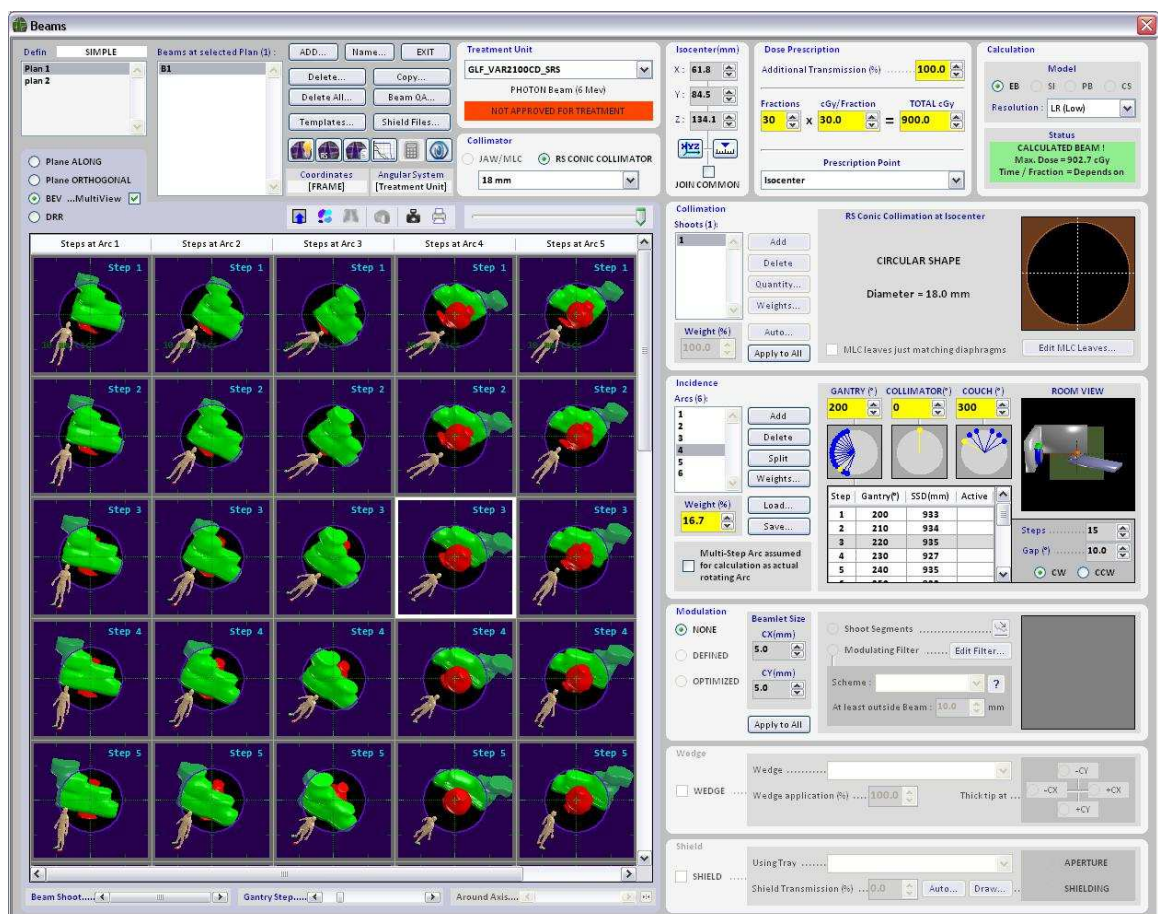 Beams
Defin SIMPLE
Plan 1
plan 2
Beams at selected Plan (1) :
B1
ADD... Name... EXIT
Delete... Copy...
Delete All... Beam QA...
Templates... Shield Files...
Coordinates [FRAME]
Angular System [Treatment Unit]
Plane ALONG
Plane ORTHOGONAL
BEV ...MultiView
DRR
Treatment Unit
GLF_VAR2100CD_SRS
PHOTON Beam (6 Mev)
NOT APPROVED FOR TREATMENT
Collimator
JAW/MLC RS CONIC COLLIMATOR
18 mm
Isocenter(mm)
X : 61.8
Y : 84.5
Z : 134.1
XYZ
JOIN COMMON
Dose Prescription
Additional Transmission (%) ........ 100.0
Fractions cGy/Fraction TOTAL cGy
30 x 30.0 = 900.0
Prescription Point
Isocenter
Calculation
Model
EB SI PB CS
Resolution : LR (Low)
Status
CALCULATED BEAM !
Max. Dose = 902.7 cGy
Time / Fraction = Depends on
Steps at Arc 1 Steps at Arc 2 Steps at Arc 3 Steps at Arc 4 Steps at Arc 5
Step 1 Step 1 Step 1 Step 1 Step 1
Step 2 Step 2 Step 2 Step 2 Step 2
Step 3 Step 3 Step 3 Step 3 Step 3
Step 4 Step 4 Step 4 Step 4 Step 4
Step 5 Step 5 Step 5 Step 5 Step 5
Beam Shoot..... Gantry Step..... Around Axis.....
Collimation
Shoots (1):
1
Add
Delete
Quantity...
Weights...
Weight (%)
100.0
Auto...
Apply to All
RS Conic Collimation at Isocenter
CIRCULAR SHAPE
Diameter = 18.0 mm
MLC leaves just matching diaphragms
Edit MLC Leaves...
Incidence
Arcs (6):
1
2
3
4
5
6
Add
Delete
Split
Weights...
Weight (%)
16.7
Load...
Save...
Multi-Step Arc assumed
for calculation as actual
rotating Arc
GANTRY (°) COLLIMATOR(°) COUCH (°) ROOM VIEW
200 0 300
Step Gantry(°) SSD(mm) Active
1 200 933
2 210 934
3 220 935
4 230 927
5 240 935
Steps ........ 15
Gap (°) ........ 10.0
CW CCW
Modulation
NONE
DEFINED
OPTIMIZED
Beamlet Size
CX(mm)
5.0
CY(mm)
5.0
Apply to All
Shoot Segments ...................
Modulating Filter ...... Edit Filter...
Scheme : ?
At least outside Beam : 10.0 mm
Wedge
WEDGE ....
Wedge ..........
Wedge application (%) .... 100.0 Thick tip at ...
-CY
-CX +CX
+CY
Shield
SHIELD ....
Using Tray .......
Shield Transmission (%) ... 0.0 Auto... Draw... ..
APERTURE
SHIELDING